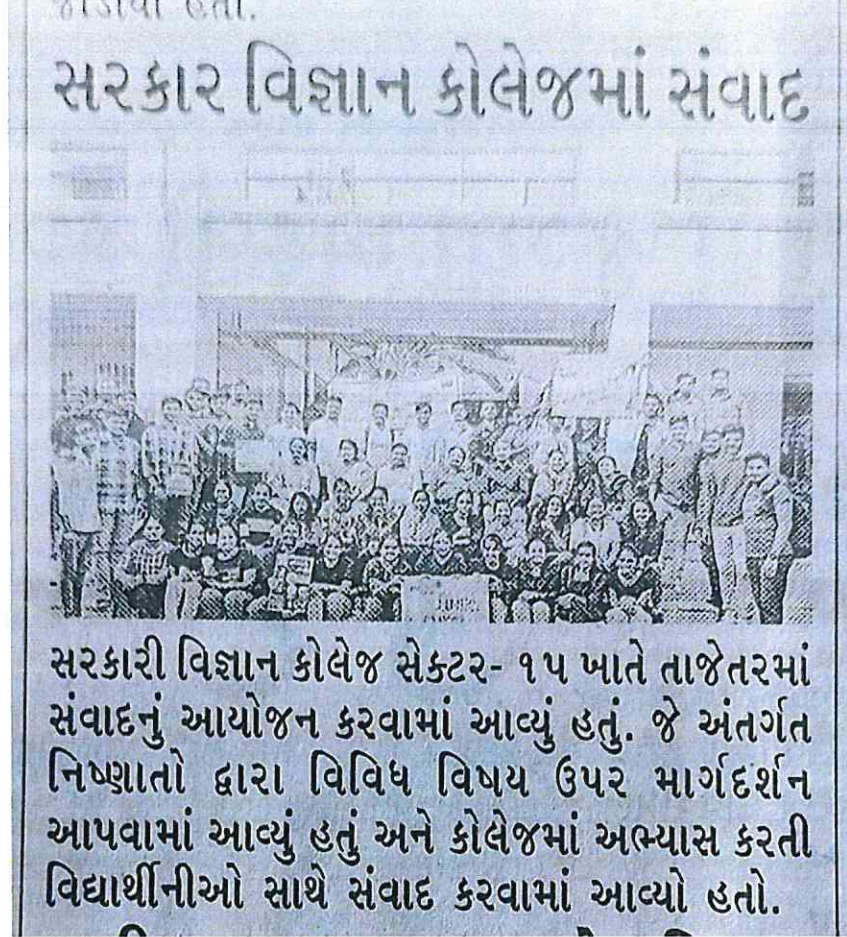 હતો.
સરકાર વિજ્ઞાન કોલેજમાં સંવાદ
સરકારી વિજ્ઞાન કોલેજ સેક્ટર- ૧૫ ખાતે તાજેતરમાં
સંવાદનું આયોજન કરવામાં આવ્યું હતું. જે અંતર્ગત
નિષ્ણાતો દ્વારા વિવિધ વિષય ઉપર માર્ગદર્શન
આપવામાં આવ્યું હતું અને કોલેજમાં અભ્યાસ કરતી
વિદ્યાર્થીનીઓ સાથે સંવાદ કરવામાં આવ્યો હતો.